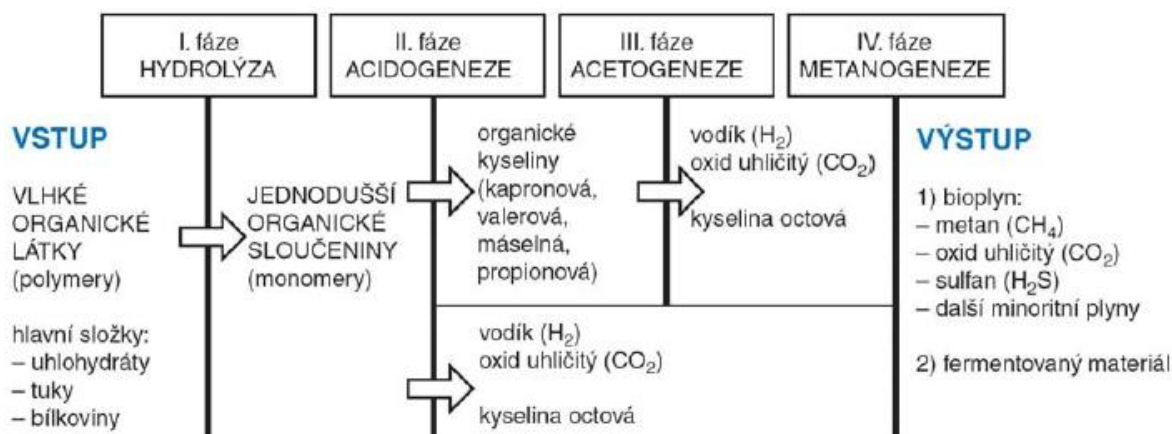 I. fáze
HYDROLÝZA
II. fáze
ACIDOGENEZE
III. fáze
ACETOGENEZE
IV. fáze
METANOGENEZE
VSTUP
VLHKÉ
ORGANICKÉ
LÁTKY
(polymery)
hlavní složky:
– uhlohydráty
– tuky
– bílkoviny
JEDNODUŠŠÍ
ORGANICKÉ
SLOUČENINY
(monomery)
organické
kyseliny
(kapronová,
valerová,
máselná,
propionová)
vodík (H₂)
oxid uhličitý (CO₂)
kyselina octová
vodík (H₂)
oxid uhličitý (CO₂)
kyselina octová
VÝSTUP
1) bioplyn:
– metan (CH₄)
– oxid uhličitý (CO₂)
– sulfan (H₂S)
– další minoritní plyny
2) fermentovaný materiál